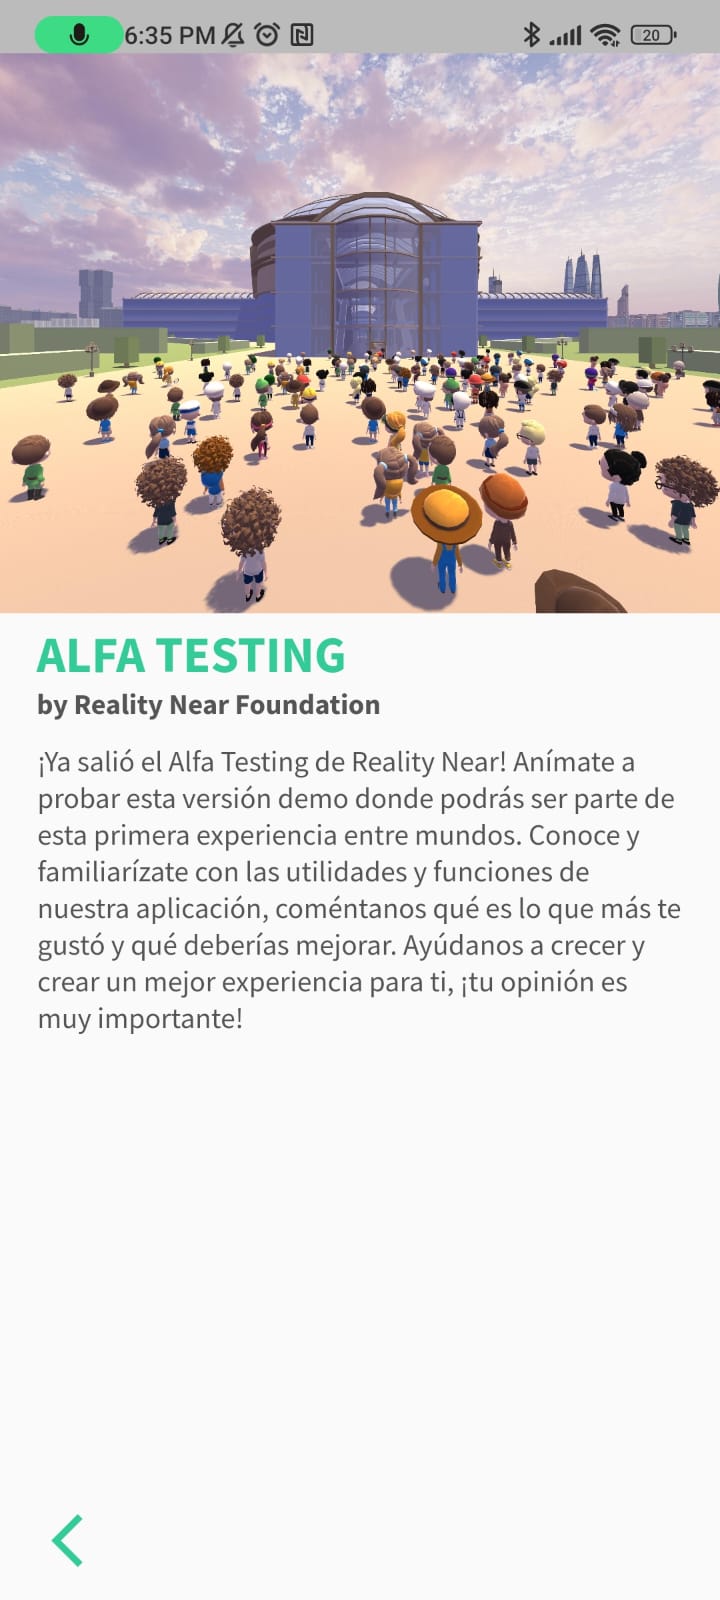 6:35 PM
20
ALFA TESTING
by Reality Near Foundation
¡Ya salió el Alfa Testing de Reality Near! Anímate a
probar esta versión demo donde podrás ser parte de
esta primera experiencia entre mundos. Conoce y
familiarízate con las utilidades y funciones de
nuestra aplicación, coméntanos qué es lo que más te
gustó y qué deberías mejorar. Ayúdanos a crecer y
crear un mejor experiencia para ti, ¡tu opinión es
muy importante!